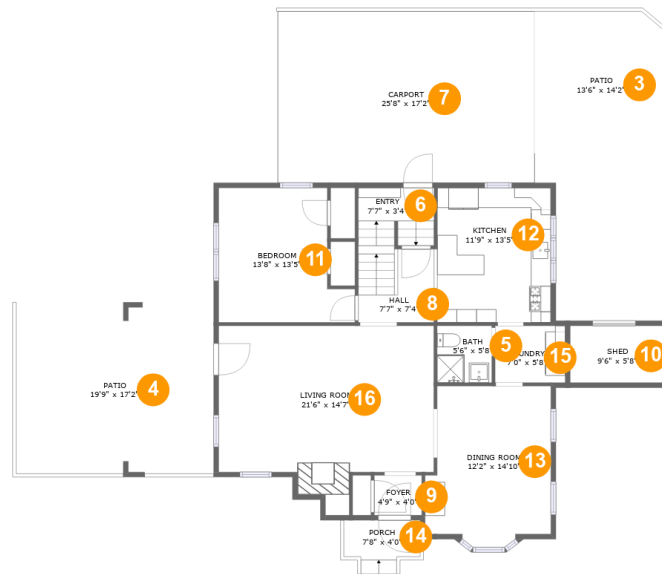 PATIO
13'6" x 14'2"
3
CARPORT
25'8" x 17'2"
7
ENTRY
7'7" x 3'4"
6
KITCHEN
11'9" x 13'5"
12
BEDROOM
13'8" x 13'5"
11
HALL
7'7" x 7'4"
8
BATH
5'6" x 5'8"
5
7'0" x 5'8"
15
SHED
9'6" x 5'8"
10
PATIO
19'9" x 17'2"
4
LIVING ROOM
21'6" x 14'7"
16
DINING ROOM
12'2" x 14'10"
13
FOYER
4'9" x 4'0"
9
PORCH
7'8" x 4'0"
14